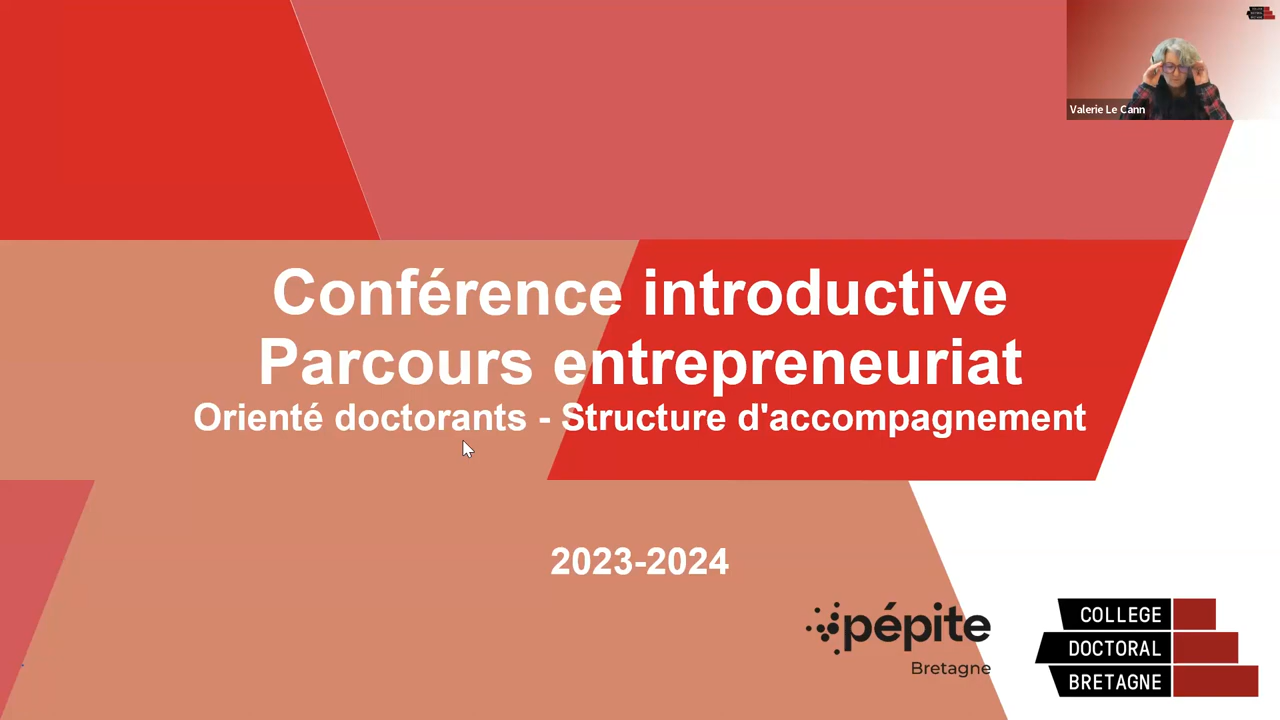 Valerie Le Cann
Conférence introductive
Parcours entrepreneuriat
Orienté doctorants - Structure d'accompagnement
2023-2024
pépite
Bretagne
COLLEGE
DOCTORAL
BRETAGNE